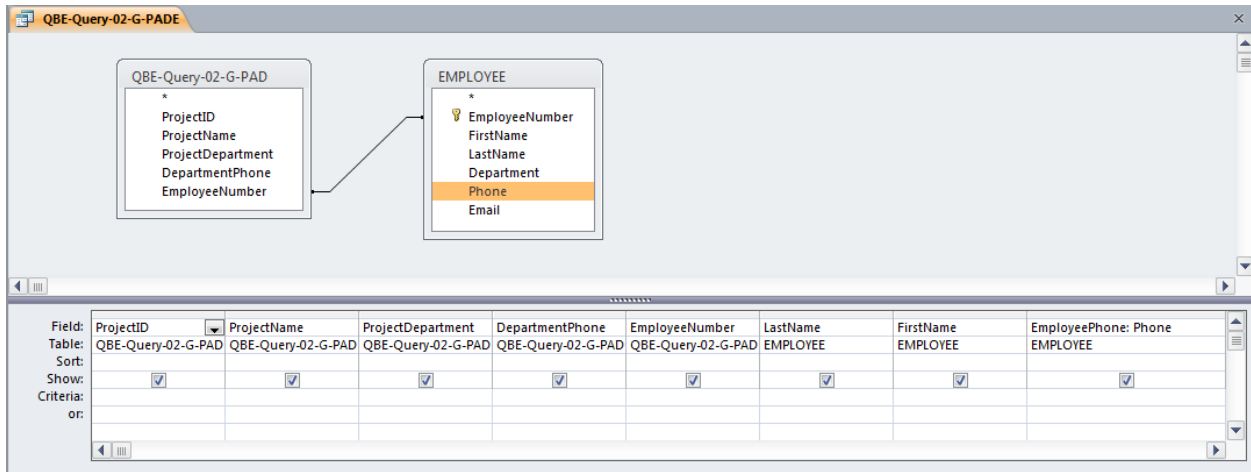 QBE-Query-02-G-PADE
QBE-Query-02-G-PAD
*
ProjectID
ProjectName
ProjectDepartment
DepartmentPhone
EmployeeNumber
EMPLOYEE
*
EmployeeNumber
FirstName
LastName
Department
Phone
Email
Field: ProjectID ProjectName ProjectDepartment DepartmentPhone EmployeeNumber LastName FirstName EmployeePhone: Phone
Table: QBE-Query-02-G-PAD QBE-Query-02-G-PAD QBE-Query-02-G-PAD QBE-Query-02-G-PAD QBE-Query-02-G-PAD EMPLOYEE EMPLOYEE EMPLOYEE
Sort:
Show:
Criteria:
or: